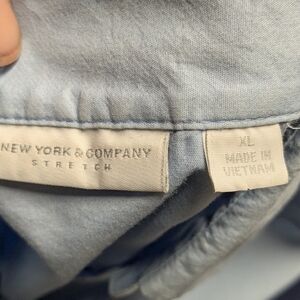 NEW YORK & COMPANY
STRETCH
XL
MADE IN
VIETNAM